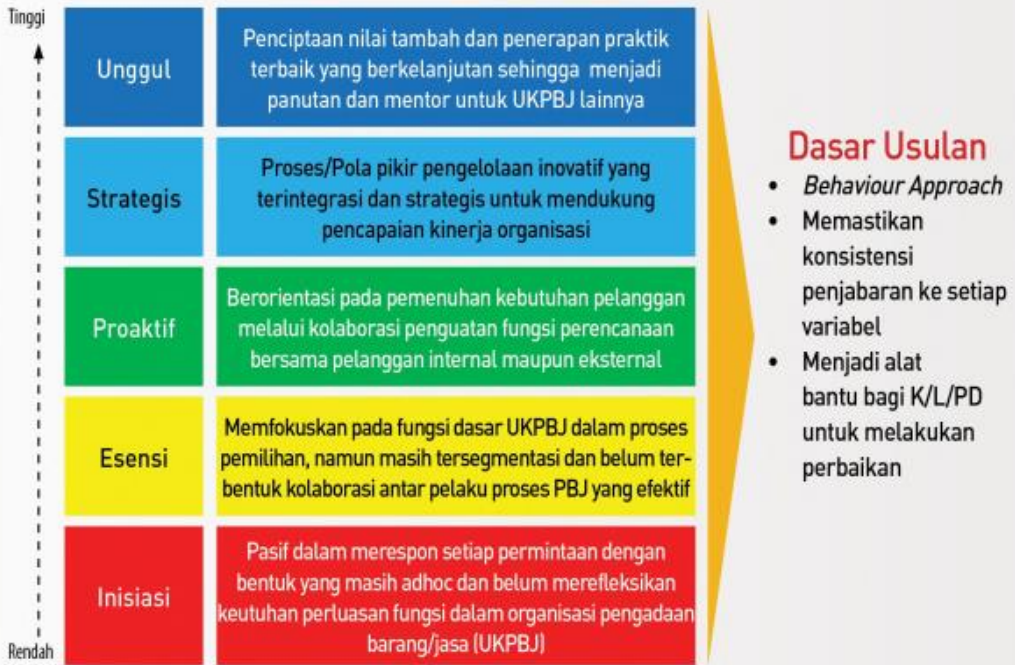 Tinggi
Unggul
Penciptaan nilai tambah dan penerapan praktik
terbaik yang berkelanjutan sehingga menjadi
panutan dan mentor untuk UKPBJ lainnya
Strategis
Proses/Pola pikir pengelolaan inovatif yang
terintegrasi dan strategis untuk mendukung
pencapaian kinerja organisasi
Proaktif
Berorientasi pada pemenuhan kebutuhan pelanggan
melalui kolaborasi penguatan fungsi perencanaan
bersama pelanggan internal maupun eksternal
Esensi
Memfokuskan pada fungsi dasar UKPBJ dalam proses
pemilihan, namun masih tersegmentasi dan belum ter-
bentuk kolaborasi antar pelaku proses PBJ yang efektif
Inisiasi
Pasif dalam merespon setiap permintaan dengan
bentuk yang masih adhoc dan belum merefleksikan
keutuhan perluasan fungsi dalam organisasi pengadaan
barang/jasa (UKPBJ)
Rendah
Dasar Usulan
• Behaviour Approach
• Memastikan
konsistensi
penjabaran ke setiap
variabel
• Menjadi alat
bantu bagi K/L/PD
untuk melakukan
perbaikan